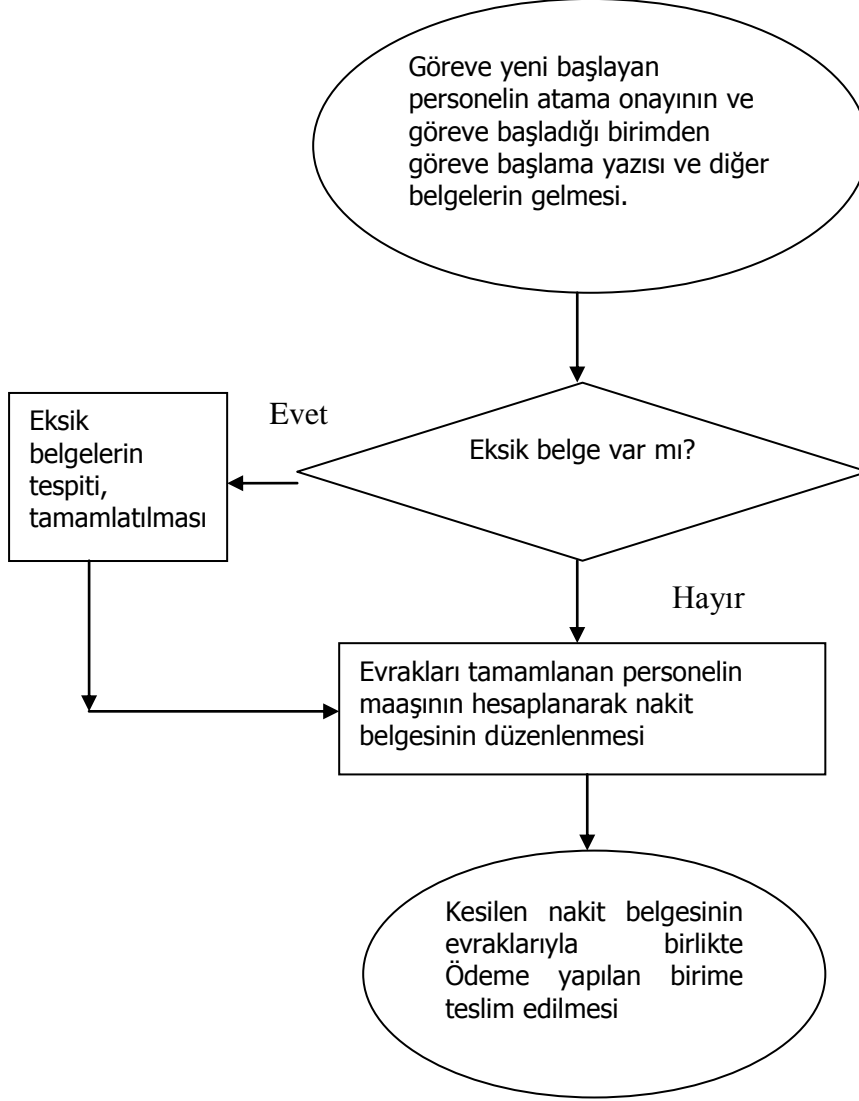 Göreve yeni başlayan
personelin atama onayının ve
göreve başladığı birimden
göreve başlama yazısı ve diğer
belgelerin gelmesi.
Evet
Eksik belge var mı?
Eksik
belgelerin
tespiti,
tamamlatılması
Hayır
Evrakları tamamlanan personelin
maaşının hesaplanarak nakit
belgesinin düzenlenmesi
Kesilen nakit belgesinin
evraklarıyla birlikte
Ödeme yapılan birime
teslim edilmesi